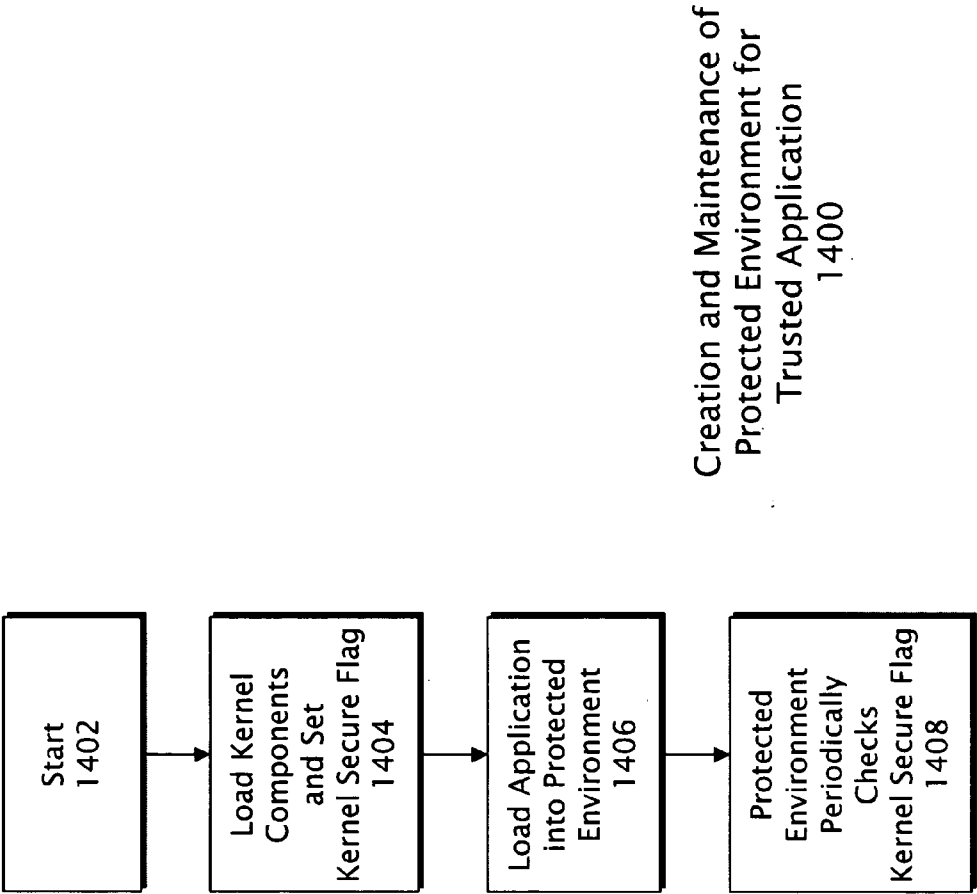 Start
1402
Load Kernel
Components
and Set
Kernel Secure Flag
1404
Load Application
into Protected
Environment
1406
Protected
Environment
Periodically
Checks
Kernel Secure Flag
1408
Creation and Maintenance of
Protected Environment for
Trusted Application
1400